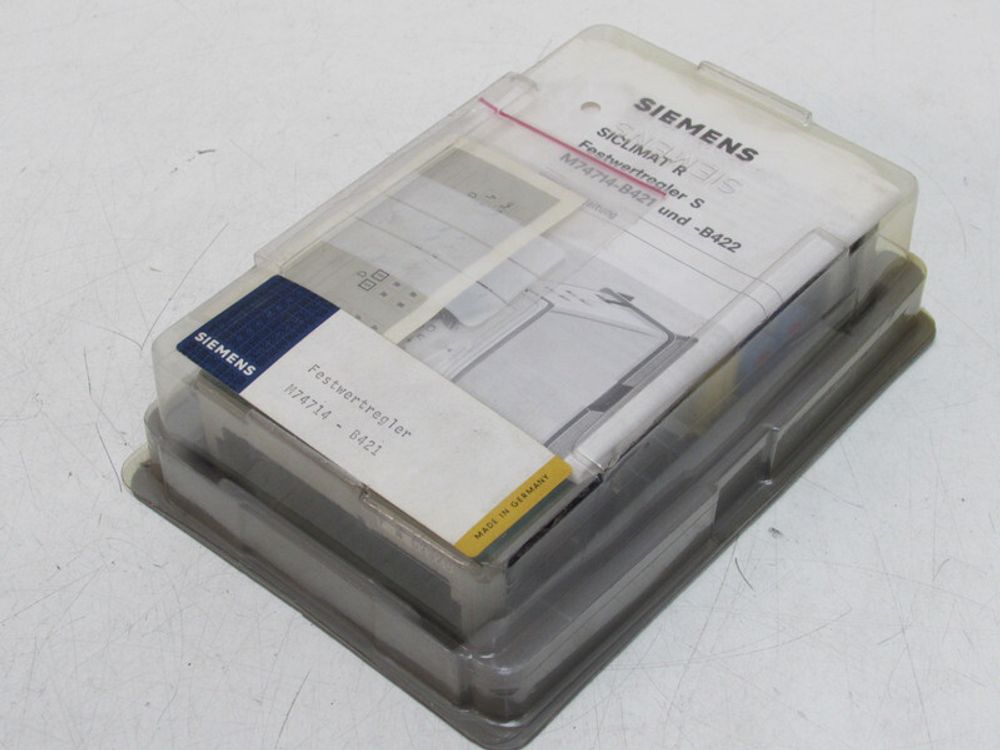 SIEMENS
SICLIMAT R
Festwertregler S
M74714-B421 und -B422
SIEMENS
Festwertregler
M74714 - B421
MADE IN GERMANY